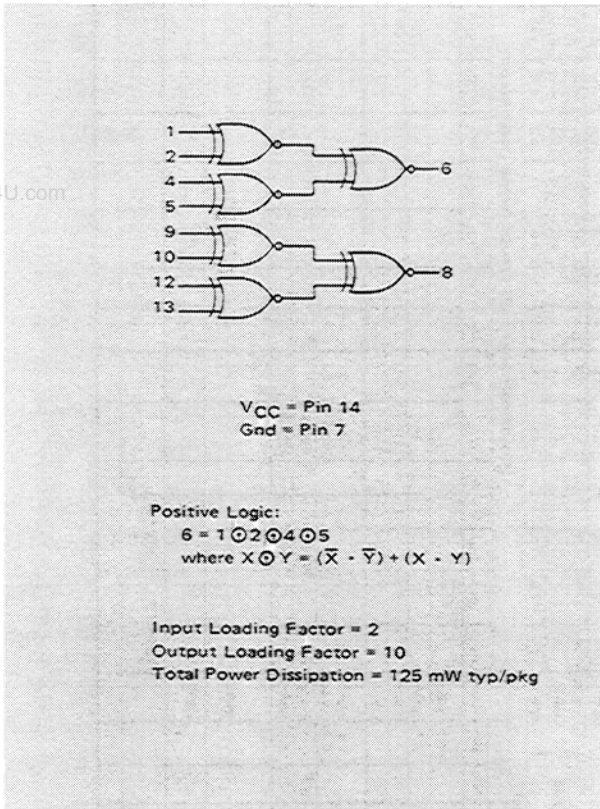 1
2
4
5
9
10
12
13
6
8
4U.com
VCC = Pin 14
Gnd = Pin 7
Positive Logic:
6 = 1 ⊙ 2 ⊙ 4 ⊙ 5
where X ⊙ Y = (X̅ - Y̅) + (X - Y)
Input Loading Factor = 2
Output Loading Factor = 10
Total Power Dissipation = 125 mW typ/pkg